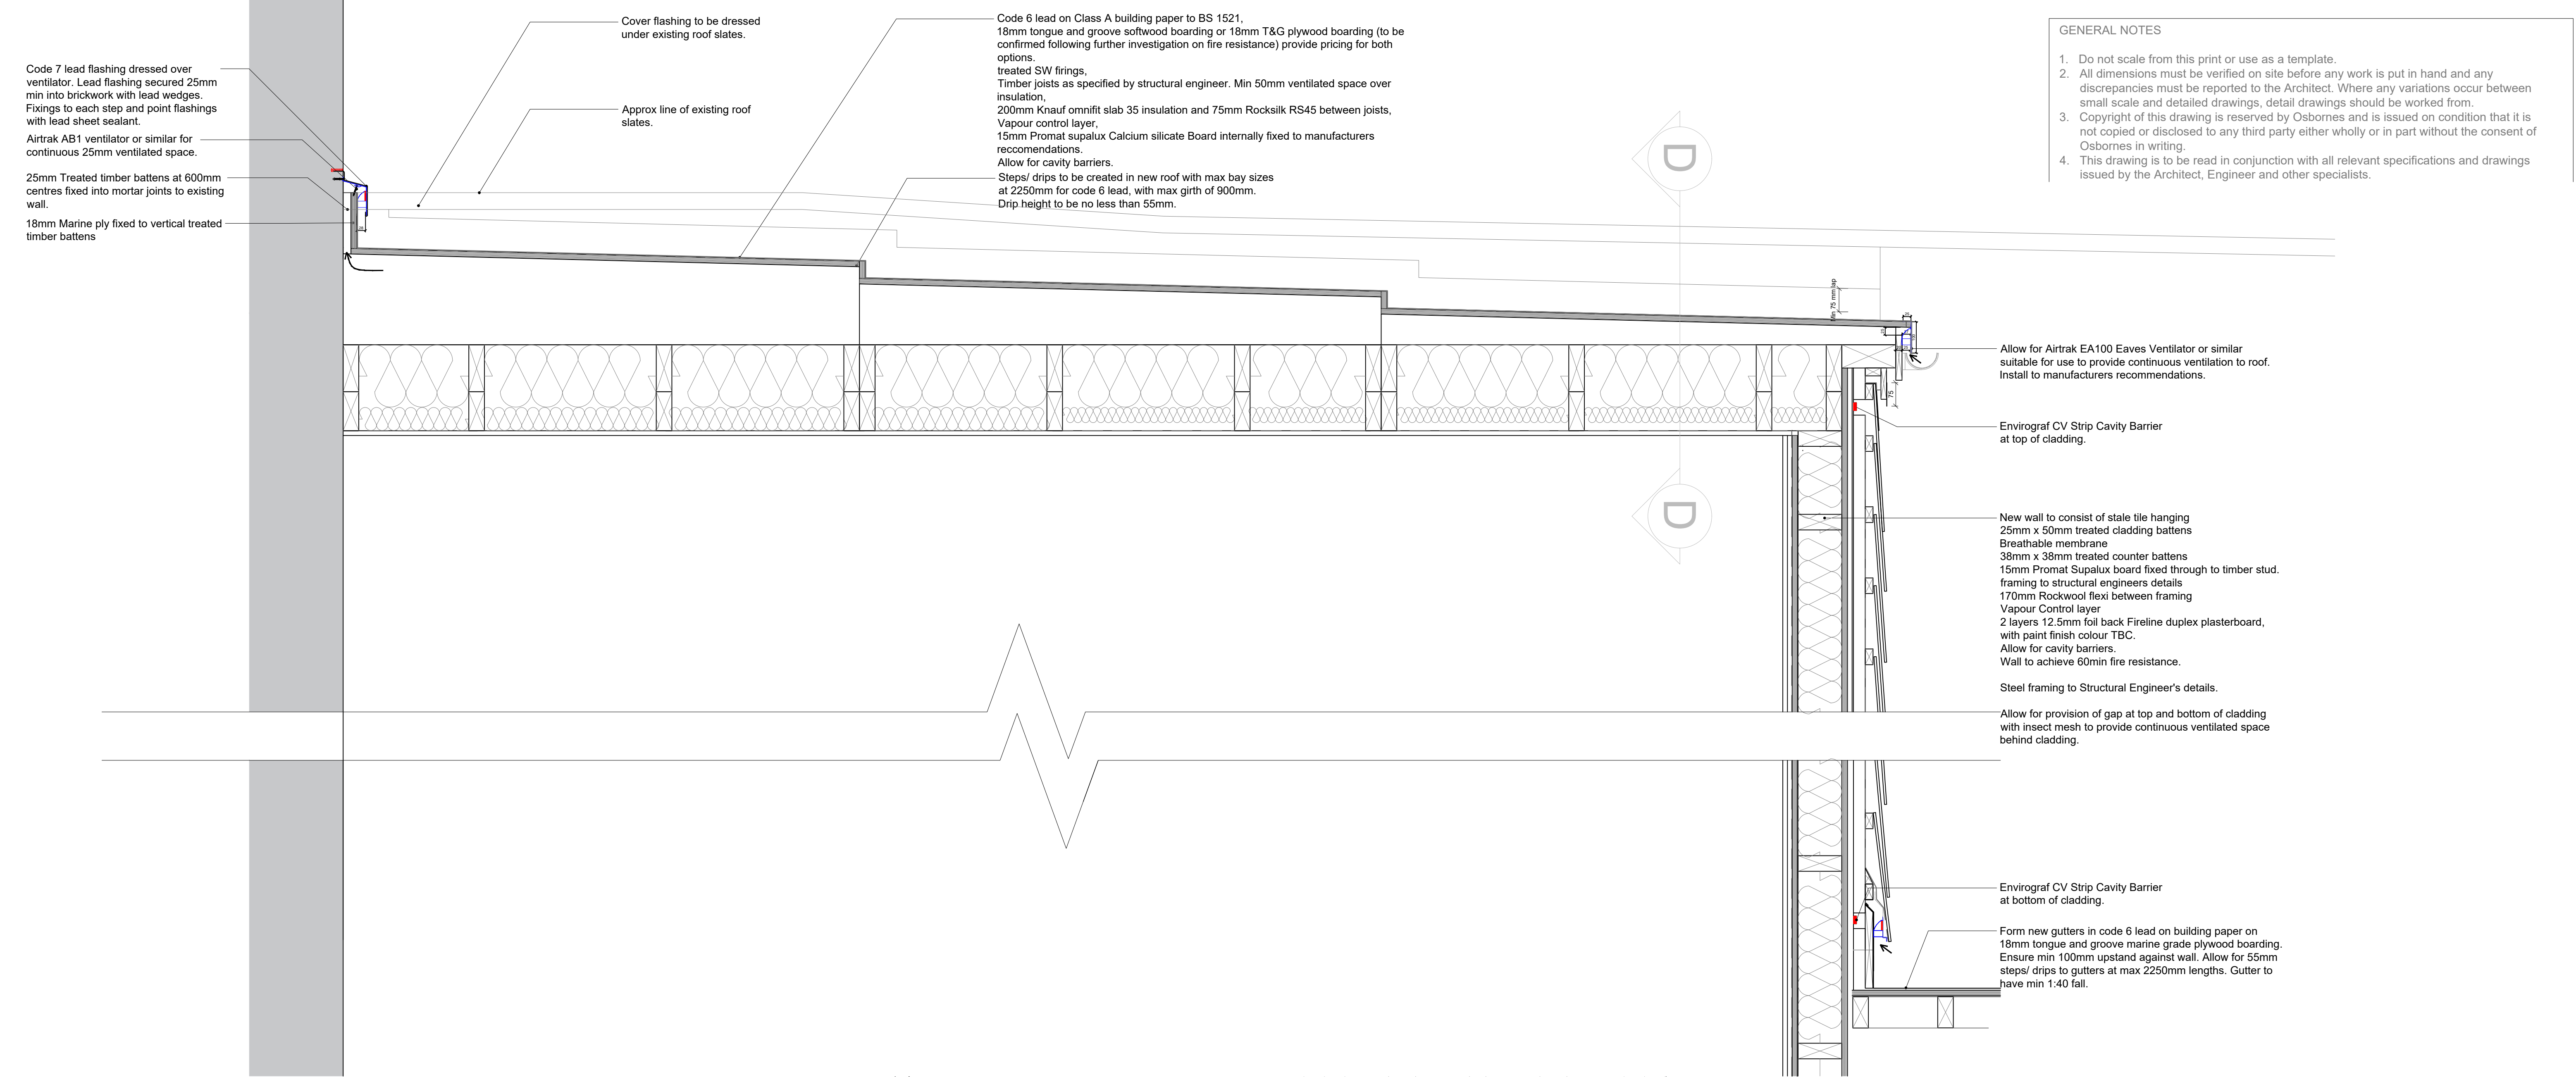 Cover flashing to be dressed
under existing roof slates.
Code 6 lead on Class A building paper to BS 1521,
18mm tongue and groove softwood boarding or 18mm T&G plywood boarding (to be
confirmed following further investigation on fire resistance) provide pricing for both
options.
treated SW firings,
Timber joists as specified by structural engineer. Min 50mm ventilated space over
insulation,
200mm Knauf omnifit slab 35 insulation and 75mm Rocksilk RS45 between joists,
Vapour control layer,
15mm Promat supalux Calcium silicate Board internally fixed to manufacturers
reccomendations.
Allow for cavity barriers.
Steps/ drips to be created in new roof with max bay sizes
at 2250mm for code 6 lead, with max girth of 900mm.
Drip height to be no less than 55mm.
GENERAL NOTES
1. Do not scale from this print or use as a template.
2. All dimensions must be verified on site before any work is put in hand and any
discrepancies must be reported to the Architect. Where any variations occur between
small scale and detailed drawings, detail drawings should be worked from.
3. Copyright of this drawing is reserved by Osbornes and is issued on condition that it is
not copied or disclosed to any third party either wholly or in part without the consent of
Osbornes in writing.
4. This drawing is to be read in conjunction with all relevant specifications and drawings
issued by the Architect, Engineer and other specialists.
Code 7 lead flashing dressed over
ventilator. Lead flashing secured 25mm
min into brickwork with lead wedges.
Fixings to each step and point flashings
with lead sheet sealant.
Airtrak AB1 ventilator or similar for
continuous 25mm ventilated space.
25mm Treated timber battens at 600mm
centres fixed into mortar joints to existing
wall.
18mm Marine ply fixed to vertical treated
timber battens
Approx line of existing roof
slates.
D
Min 75 mm lap
Allow for Airtrak EA100 Eaves Ventilator or similar
suitable for use to provide continuous ventilation to roof.
Install to manufacturers recommendations.
75
Envirograf CV Strip Cavity Barrier
at top of cladding.
D
New wall to consist of stale tile hanging
25mm x 50mm treated cladding battens
Breathable membrane
38mm x 38mm treated counter battens
15mm Promat Supalux board fixed through to timber stud.
framing to structural engineers details
170mm Rockwool flexi between framing
Vapour Control layer
2 layers 12.5mm foil back Fireline duplex plasterboard,
with paint finish colour TBC.
Allow for cavity barriers.
Wall to achieve 60min fire resistance.
Steel framing to Structural Engineer's details.
Allow for provision of gap at top and bottom of cladding
with insect mesh to provide continuous ventilated space
behind cladding.
Envirograf CV Strip Cavity Barrier
at bottom of cladding.
Form new gutters in code 6 lead on building paper on
18mm tongue and groove marine grade plywood boarding.
Ensure min 100mm upstand against wall. Allow for 55mm
steps/ drips to gutters at max 2250mm lengths. Gutter to
have min 1:40 fall.